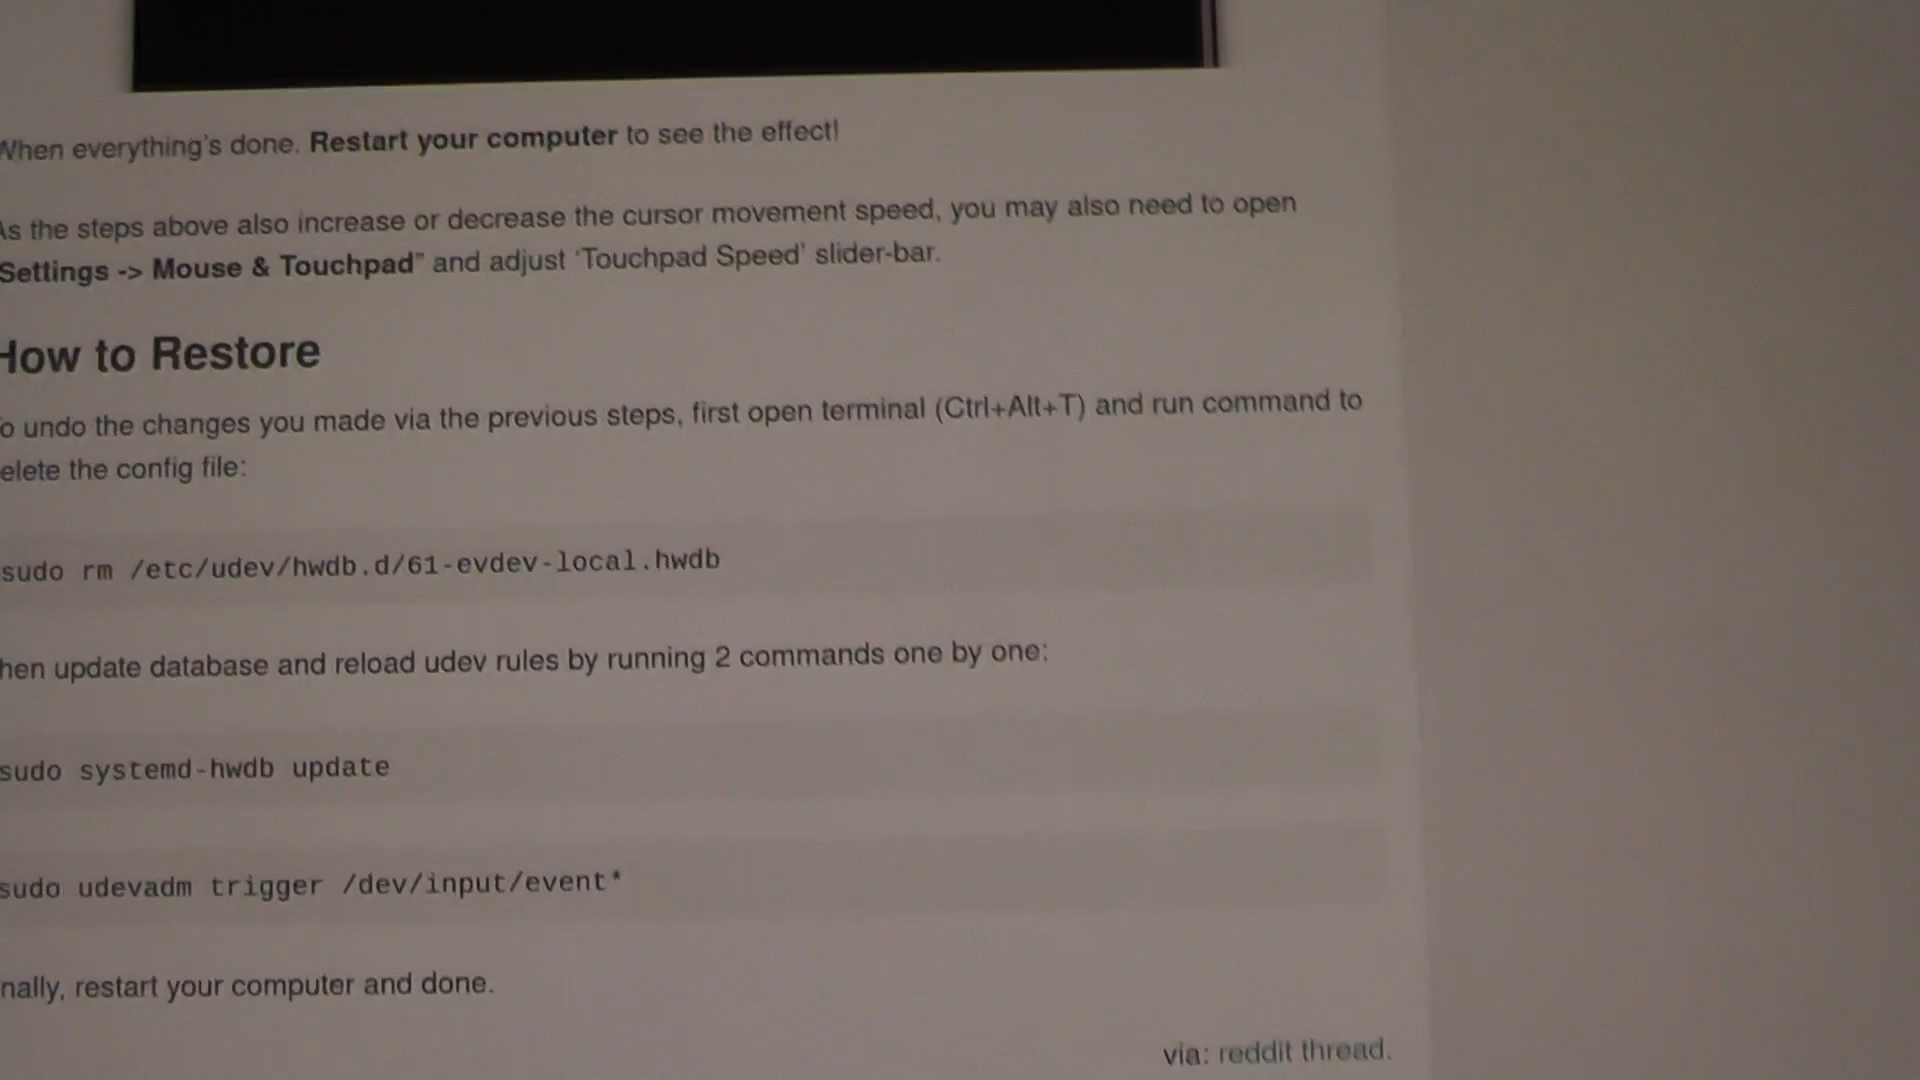 When everything's done. Restart your computer to see the effect!
As the steps above also increase or decrease the cursor movement speed, you may also need to open
Settings -> Mouse & Touchpad" and adjust 'Touchpad Speed' slider-bar.
How to Restore
o undo the changes you made via the previous steps, first open terminal (Ctrl+Alt+T) and run command to
elete the config file:
sudo rm /etc/udev/hwdb.d/61-evdev-local.hwdb
hen update database and reload udev rules by running 2 commands one by one:
sudo systemd-hwdb update
sudo udevadm trigger /dev/input/event*
nally, restart your computer and done.
via: reddit thread.